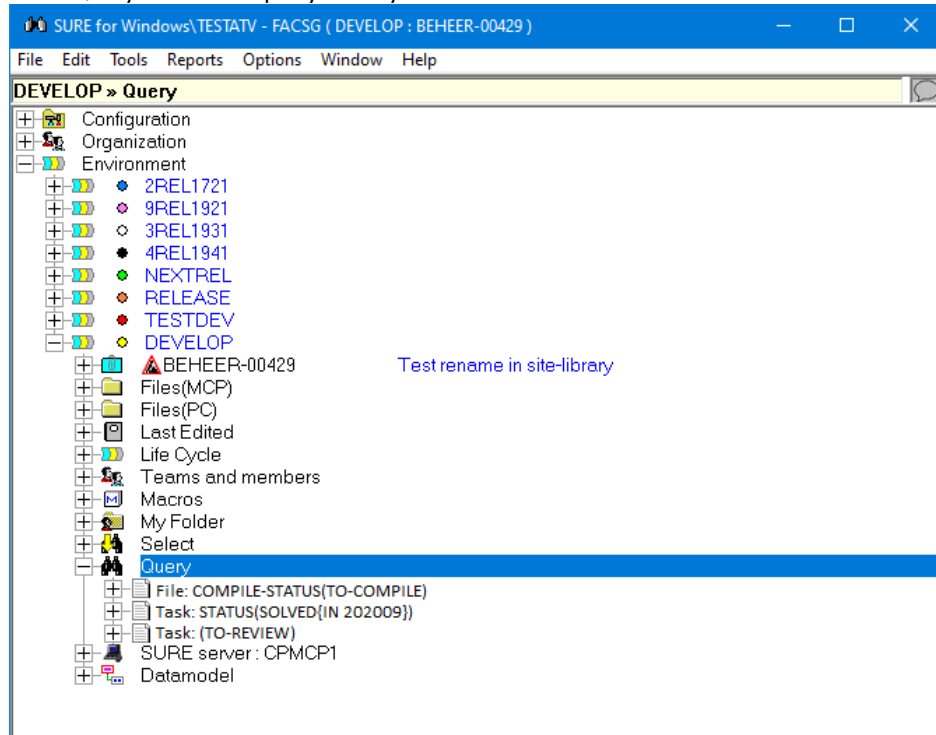 SURE for Windows\TESTATV - FACSG ( DEVELOP : BEHEER-00429 )
File Edit Tools Reports Options Window Help
DEVELOP » Query
Configuration
Organization
Environment
2REL1721
9REL1921
3REL1931
4REL1941
NEXTREL
RELEASE
TESTDEV
DEVELOP
BEHEER-00429 Test rename in site-library
Files(MCP)
Files(PC)
Last Edited
Life Cycle
Teams and members
Macros
My Folder
Select
Query
File: COMPILE-STATUS(TO-COMPILE)
Task: STATUS(SOLVED{IN 202009})
Task: (TO-REVIEW)
SURE server : CPMCP1
Datamodel